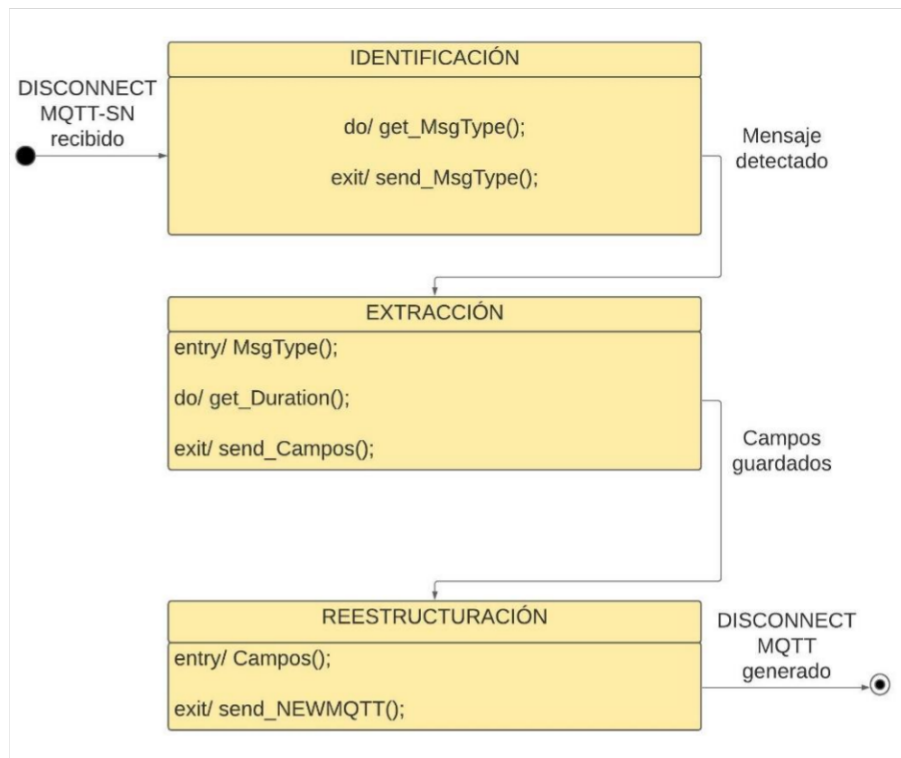 IDENTIFICACIÓN
DISCONNECT
MQTT-SN
recibido
do/ get_MsgType();
exit/ send_MsgType();
Mensaje
detectado
EXTRACCIÓN
entry/ MsgType();
do/ get_Duration();
exit/ send_Campos();
Campos
guardados
REESTRUCTURACIÓN
entry/ Campos();
exit/ send_NEWMQTT();
DISCONNECT
MQTT
generado